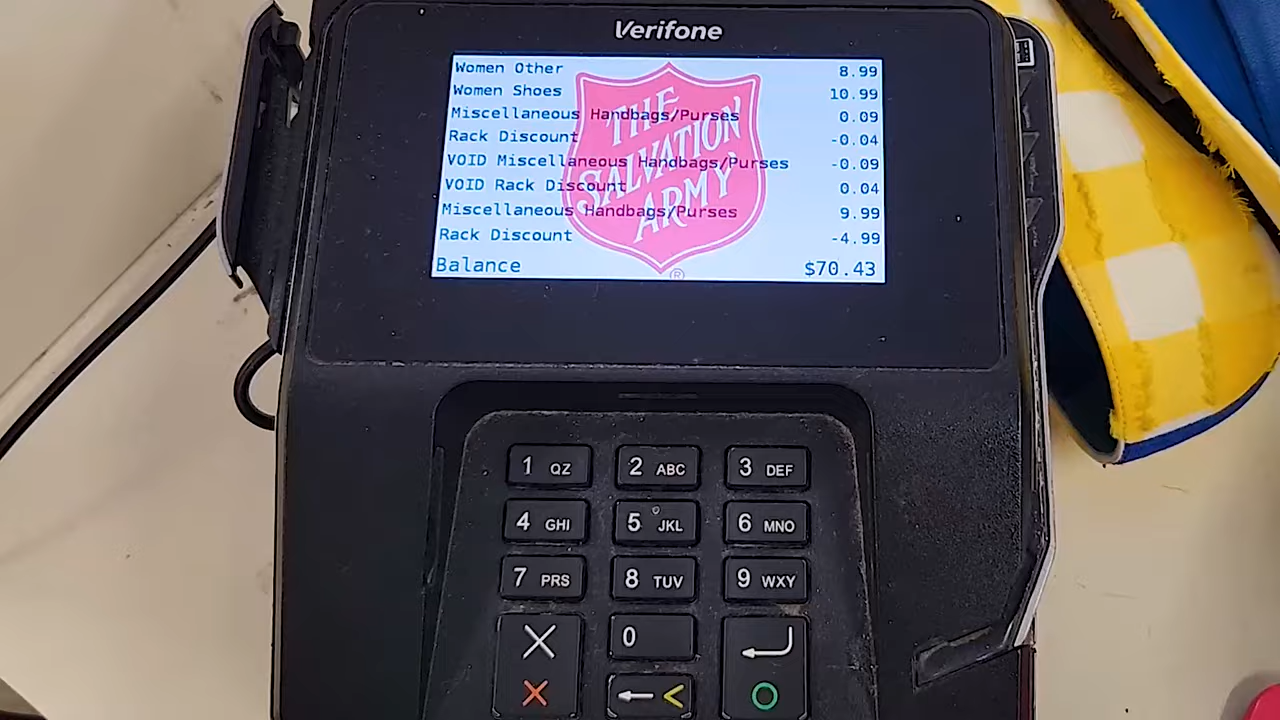 Verifone
Women Other 8.99
Women Shoes 10.99
Miscellaneous Handbags/Purses 0.09
Rack Discount -0.04
VOID Miscellaneous Handbags/Purses -0.09
VOID Rack Discount 0.04
Miscellaneous Handbags/Purses 9.99
Rack Discount -4.99
Balance $70.43
THE
SALVATION
ARMY
®
1 QZ 2 ABC 3 DEF
4 GHI 5 JKL 6 MNO
7 PRS 8 TUV 9 WXY
0